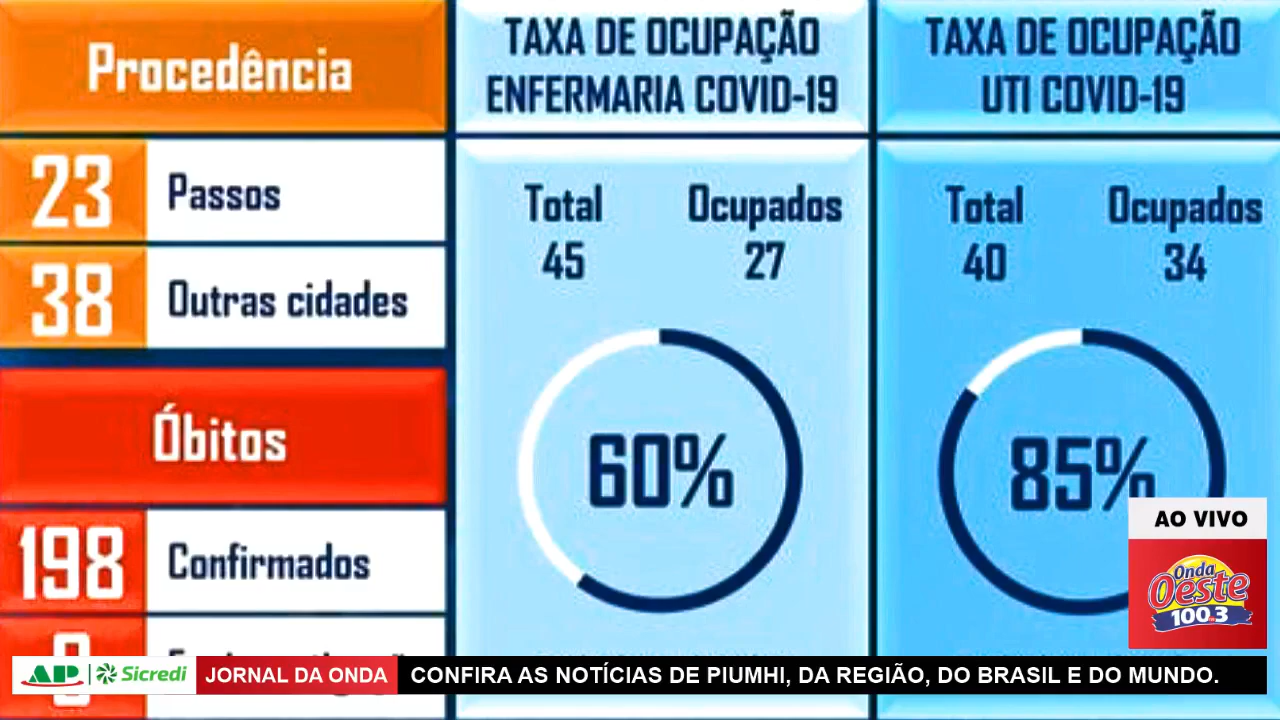 Procedência
23 Passos
38 Outras cidades
Óbitos
198 Confirmados
TAXA DE OCUPAÇÃO
ENFERMARIA COVID-19
Total Ocupados
45 27
60%
TAXA DE OCUPAÇÃO
UTI COVID-19
Total Ocupados
40 34
85%
AO VIVO
Onda
Oeste
100.3
AP Sicredi JORNAL DA ONDA CONFIRA AS NOTÍCIAS DE PIUMHI, DA REGIÃO, DO BRASIL E DO MUNDO.